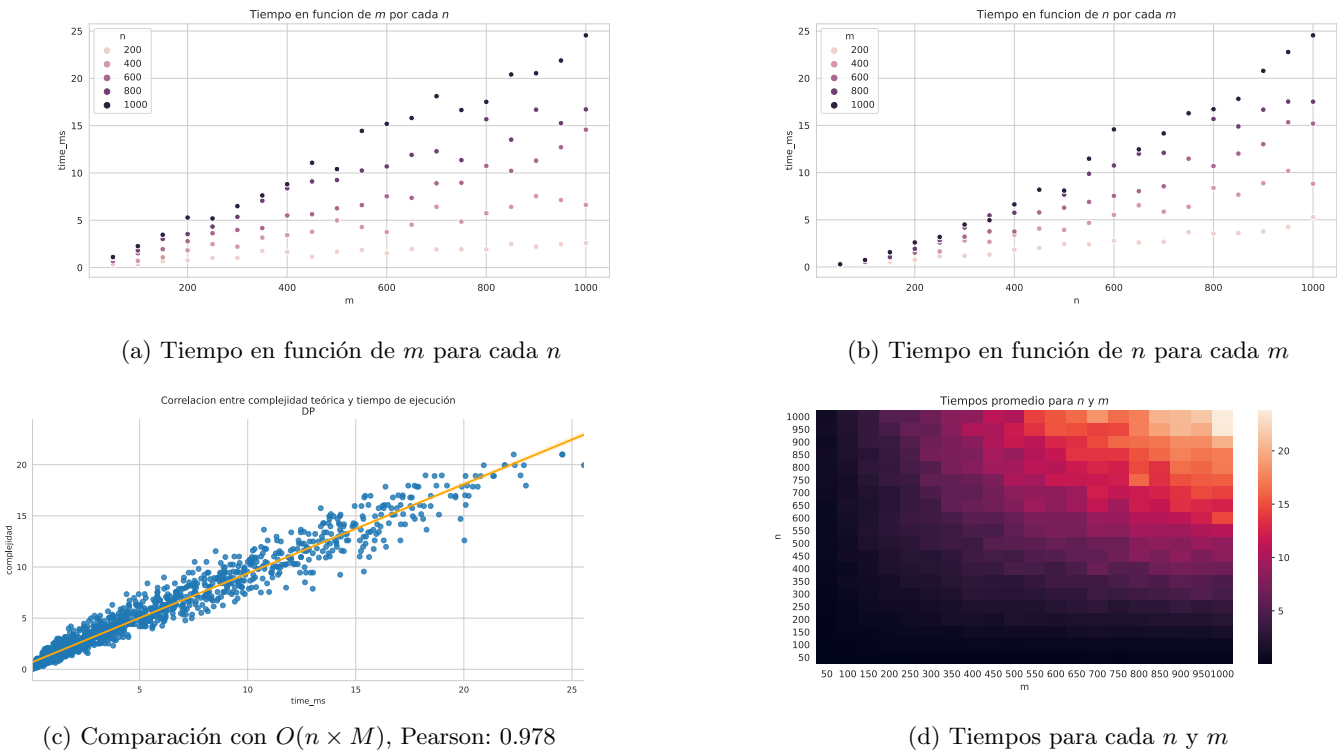 Tiempo en funcion de m por cada n
n
200
400
600
800
1000
time_ms
25
20
15
10
5
0
200 400 600 800 1000
m
(a) Tiempo en función de m para cada n
Tiempo en funcion de n por cada m
m
200
400
600
800
1000
time_ms
25
20
15
10
5
0
200 400 600 800 1000
n
(b) Tiempo en función de n para cada m
Correlacion entre complejidad teórica y tiempo de ejecución
DP
complejidad
20
15
10
5
0
5 10 15 20 25
time_ms
(c) Comparación con O(n × M), Pearson: 0.978
Tiempos promedio para n y m
n
1000
950
900
850
800
750
700
650
600
550
500
450
400
350
300
250
200
150
50
50 100 150 200 250 300 350 400 450 500 550 600 650 700 750 800 850 900 950 1000
m
20
15
10
5
(d) Tiempos para cada n y m